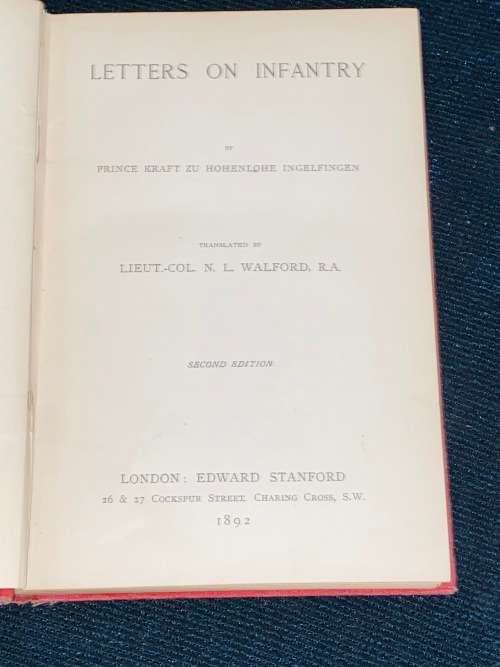 LETTERS ON INFANTRY
BY
PRINCE KRAFT ZU HOHENLOHE INGELFINGEN
TRANSLATED BY
LIEUT.-COL. N. L. WALFORD, R.A.
SECOND EDITION
LONDON: EDWARD STANFORD
26 & 27 COCKSPUR STREET, CHARING CROSS, S.W.
1892